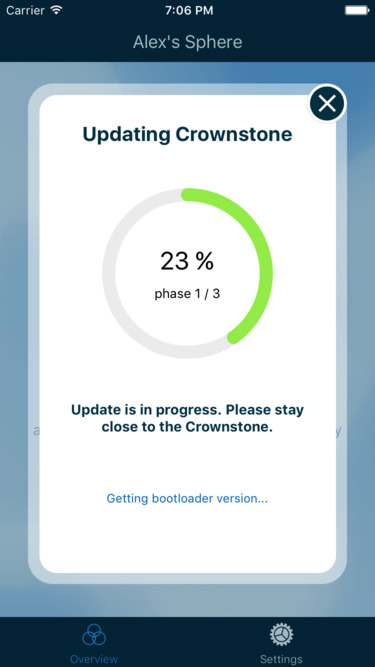 Carrier 7:06 PM
Alex's Sphere
Updating Crownstone
23 %
phase 1 / 3
Update is in progress. Please stay
close to the Crownstone.
a y
Getting bootloader version...
Overview Settings